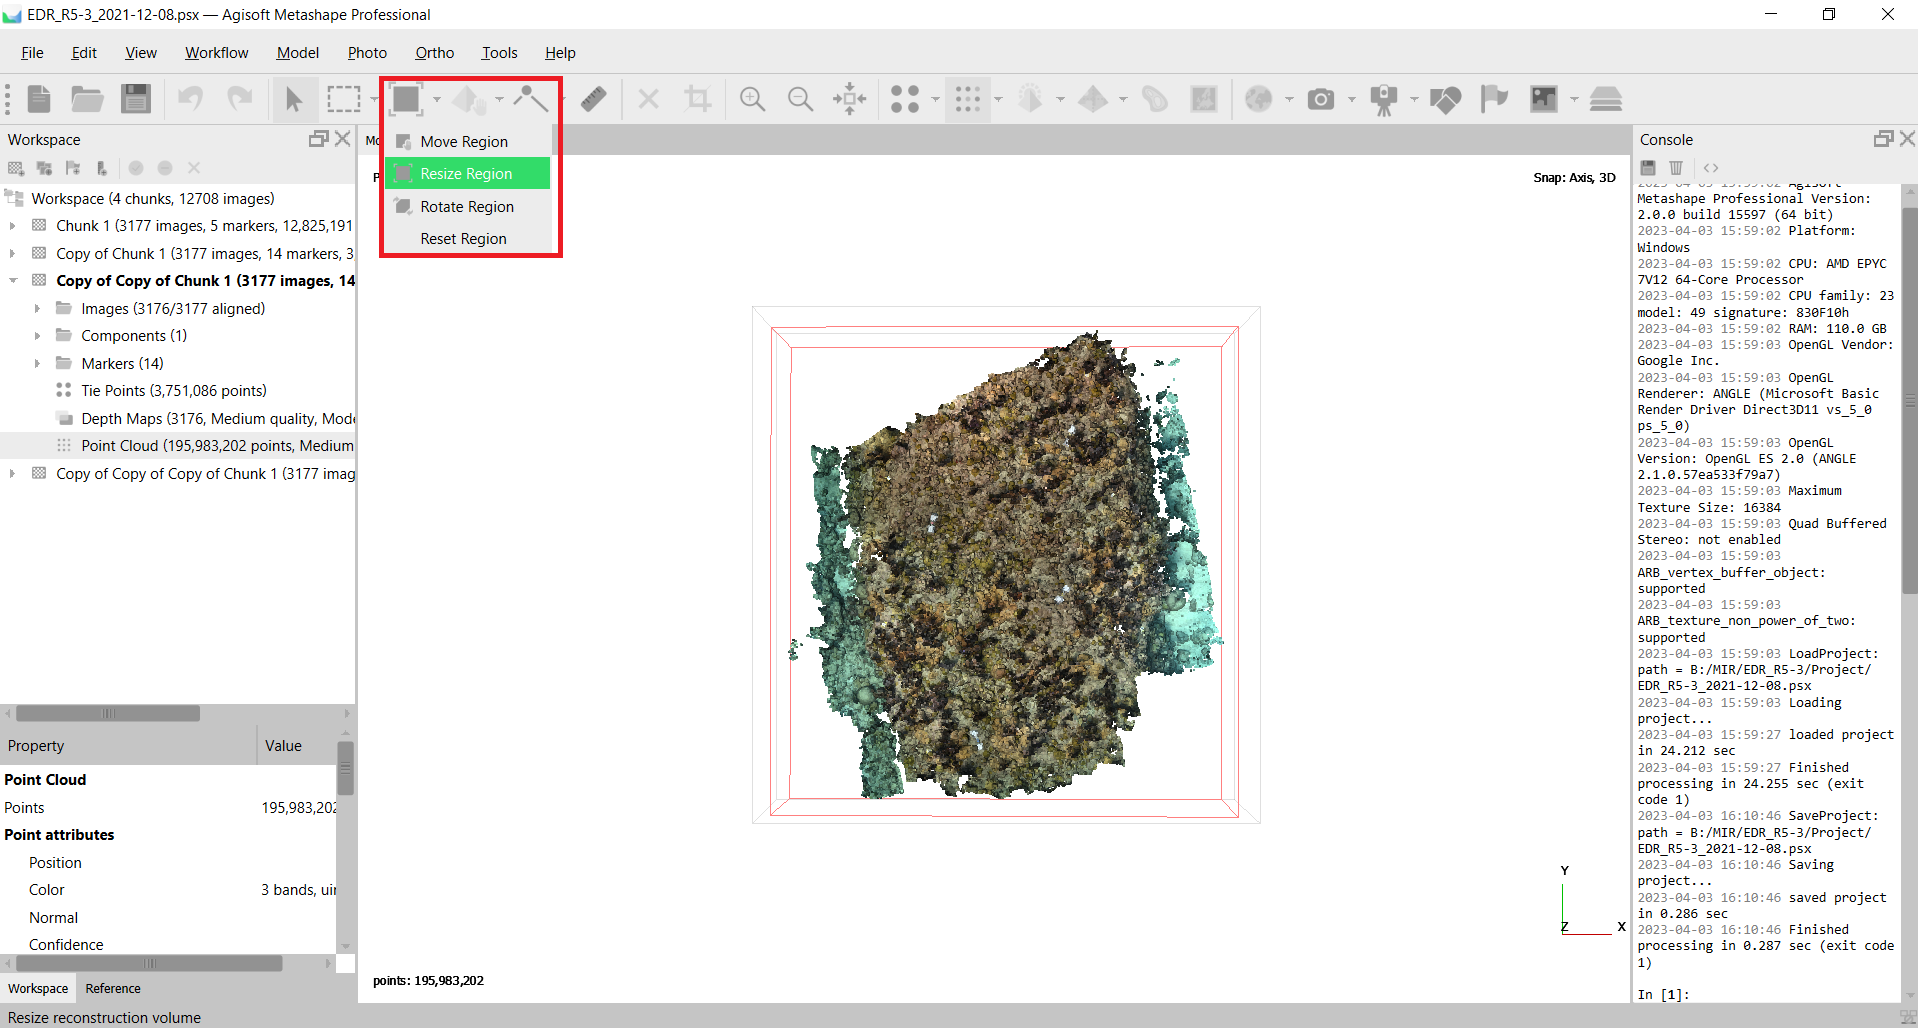 EDR_R5-3_2021-12-08.psx — Agisoft Metashape Professional
File Edit View Workflow Model Photo Ortho Tools Help
Workspace
Workspace (4 chunks, 12708 images)
Chunk 1 (3177 images, 5 markers, 12,825,191
Copy of Chunk 1 (3177 images, 14 markers, 3,
Copy of Copy of Chunk 1 (3177 images, 14
Images (3176/3177 aligned)
Components (1)
Markers (14)
Tie Points (3,751,086 points)
Depth Maps (3176, Medium quality, Mode
Point Cloud (195,983,202 points, Medium
Copy of Copy of Copy of Chunk 1 (3177 imag
Property Value
Point Cloud
Points 195,983,202
Point attributes
Position
Color 3 bands, uin
Normal
Confidence
Workspace Reference
Resize reconstruction volume
Mo
P
Move Region
Resize Region
Rotate Region
Reset Region
Snap: Axis, 3D
Y
Z X
points: 195,983,202
Console
2023-04-03 15:59:02 Agisoft
Metashape Professional Version:
2.0.0 build 15597 (64 bit)
2023-04-03 15:59:02 Platform:
Windows
2023-04-03 15:59:02 CPU: AMD EPYC
7V12 64-Core Processor
2023-04-03 15:59:02 CPU family: 23
model: 49 signature: 830F10h
2023-04-03 15:59:02 RAM: 110.0 GB
2023-04-03 15:59:03 OpenGL Vendor:
Google Inc.
2023-04-03 15:59:03 OpenGL
Renderer: ANGLE (Microsoft Basic
Render Driver Direct3D11 vs_5_0
ps_5_0)
2023-04-03 15:59:03 OpenGL
Version: OpenGL ES 2.0 (ANGLE
2.1.0.57ea533f79a7)
2023-04-03 15:59:03 Maximum
Texture Size: 16384
2023-04-03 15:59:03 Quad Buffered
Stereo: not enabled
2023-04-03 15:59:03
ARB_vertex_buffer_object:
supported
2023-04-03 15:59:03
ARB_texture_non_power_of_two:
supported
2023-04-03 15:59:03 LoadProject:
path = B:/MIR/EDR_R5-3/Project/
EDR_R5-3_2021-12-08.psx
2023-04-03 15:59:03 Loading
project...
2023-04-03 15:59:27 loaded project
in 24.212 sec
2023-04-03 15:59:27 Finished
processing in 24.255 sec (exit
code 1)
2023-04-03 16:10:46 SaveProject:
path = B:/MIR/EDR_R5-3/Project/
EDR_R5-3_2021-12-08.psx
2023-04-03 16:10:46 Saving
project...
2023-04-03 16:10:46 saved project
in 0.286 sec
2023-04-03 16:10:46 Finished
processing in 0.287 sec (exit code
1)
In [1]: